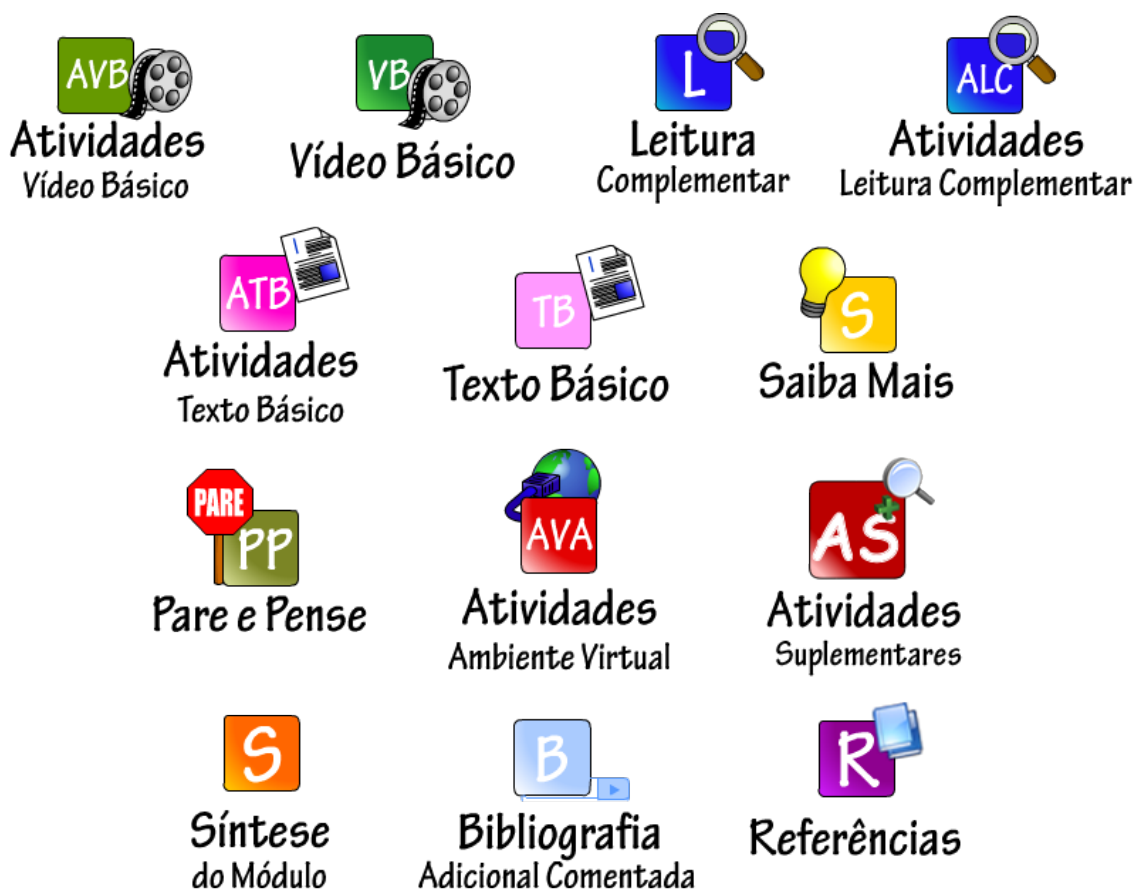 AVB
Atividades
Vídeo Básico
VB
Vídeo Básico
L
Leitura
Complementar
ALC
Atividades
Leitura Complementar
ATB
Atividades
Texto Básico
TB
Texto Básico
S
Saiba Mais
PARE
PP
Pare e Pense
AVA
Atividades
Ambiente Virtual
AS
Atividades
Suplementares
S
Síntese
do Módulo
B
Bibliografia
Adicional Comentada
R
Referências